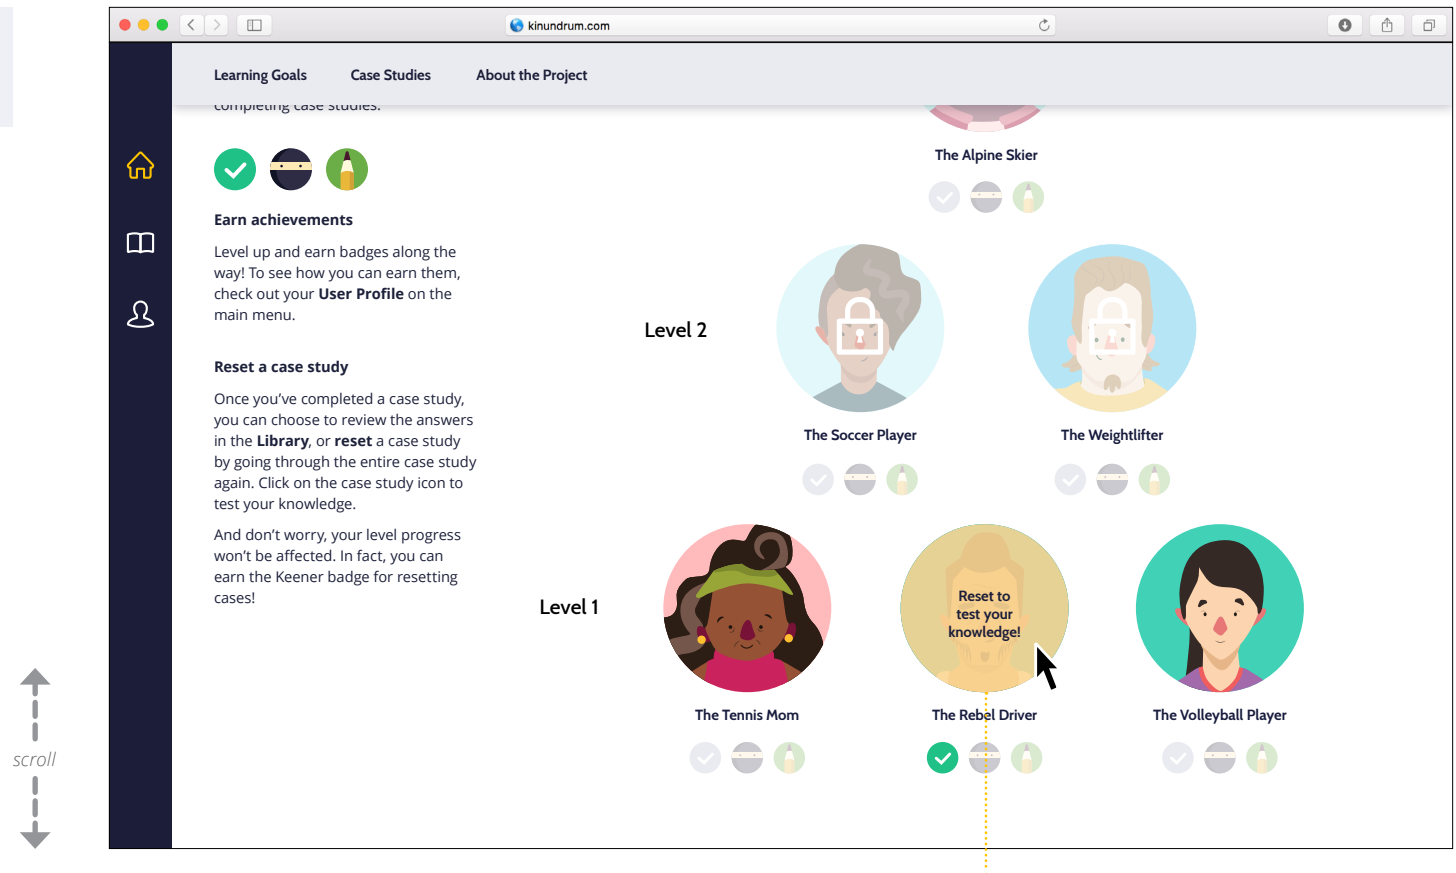 kinundrum.com
Learning Goals
Case Studies
About the Project
completing case studies.
Earn achievements
Level up and earn badges along the
way! To see how you can earn them,
check out your User Profile on the
main menu.
Reset a case study
Once you’ve completed a case study,
you can choose to review the answers
in the Library, or reset a case study
by going through the entire case study
again. Click on the case study icon to
test your knowledge.
And don’t worry, your level progress
won’t be affected. In fact, you can
earn the Keener badge for resetting
cases!
The Alpine Skier
Level 2
The Soccer Player
The Weightlifter
Level 1
Reset to
test your
knowledge!
The Tennis Mom
The Rebel Driver
The Volleyball Player
scroll